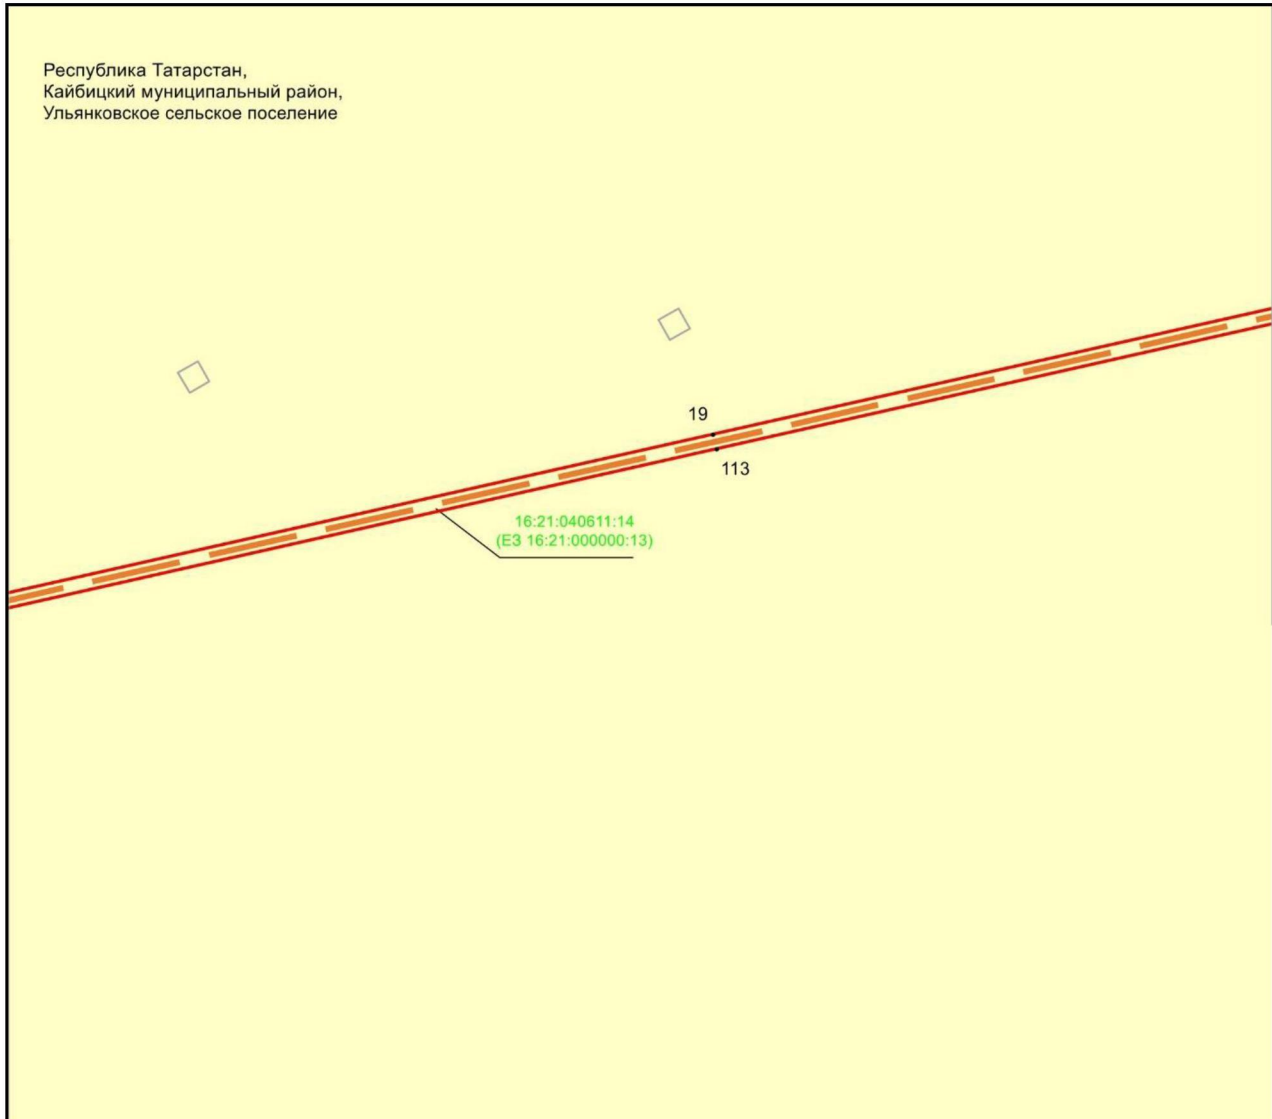 Республика Татарстан,
Кайбицкий муниципальный район,
Ульянковское сельское поселение
19
113
16:21:040611:14
(ЕЗ 16:21:000000:13)